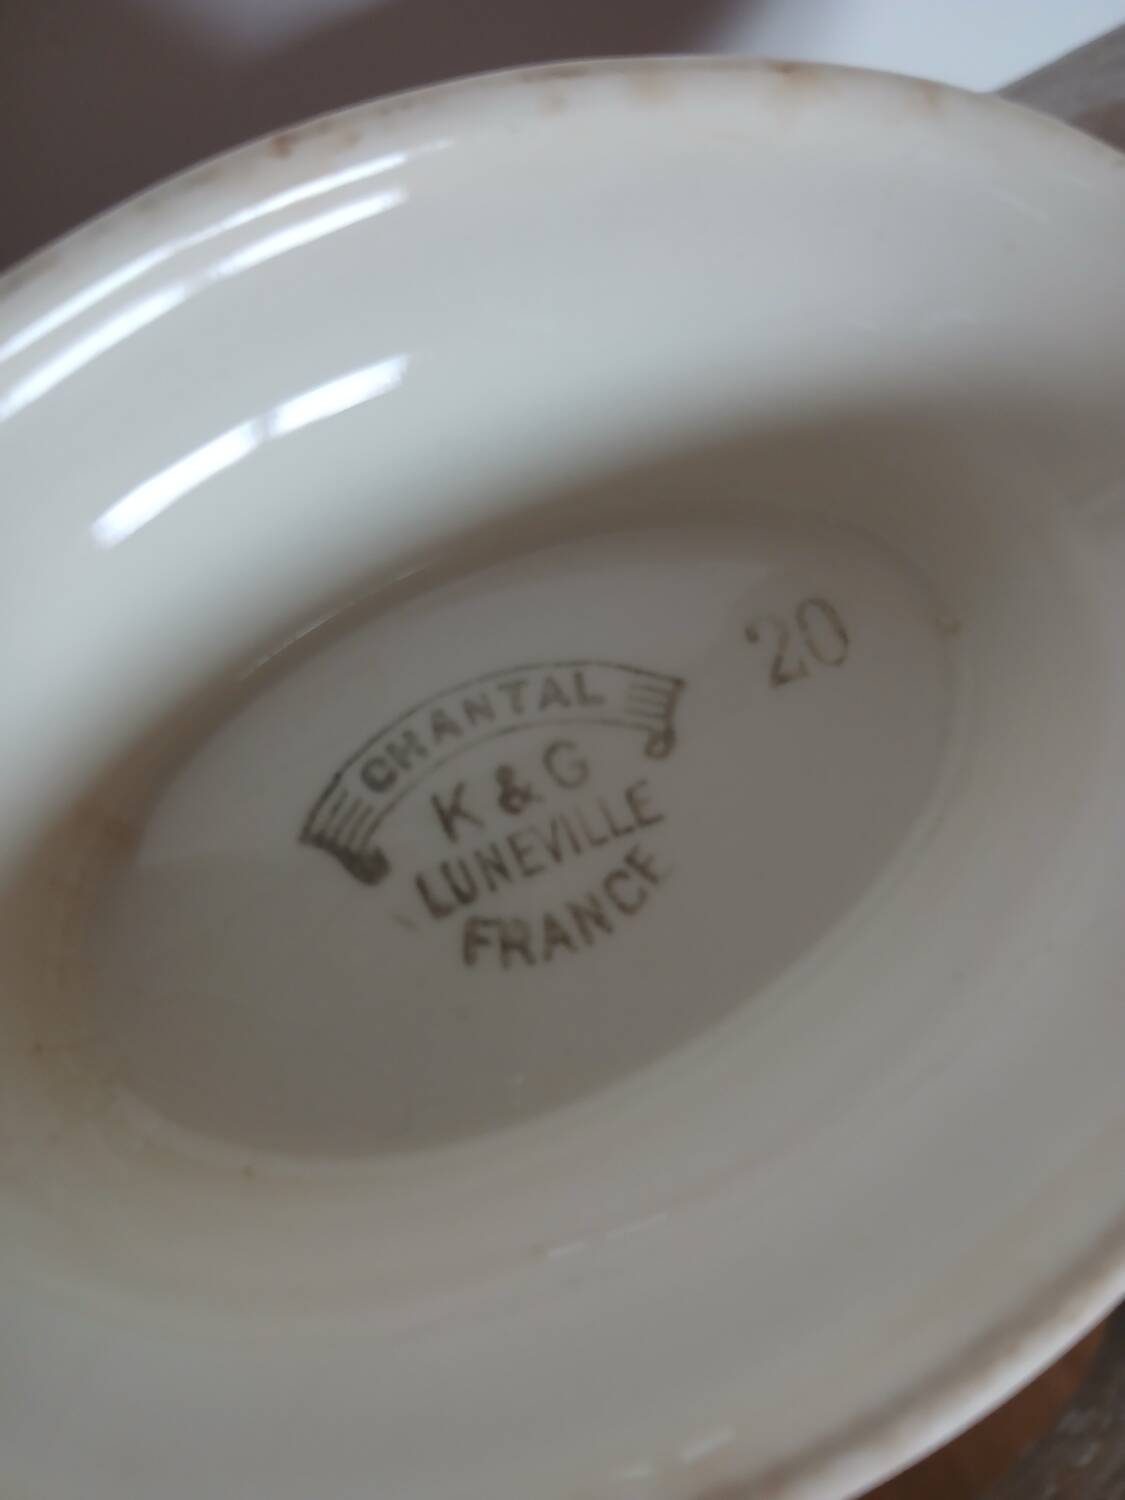 CHANTAL
K & G
LUNEVILLE
FRANCE
20